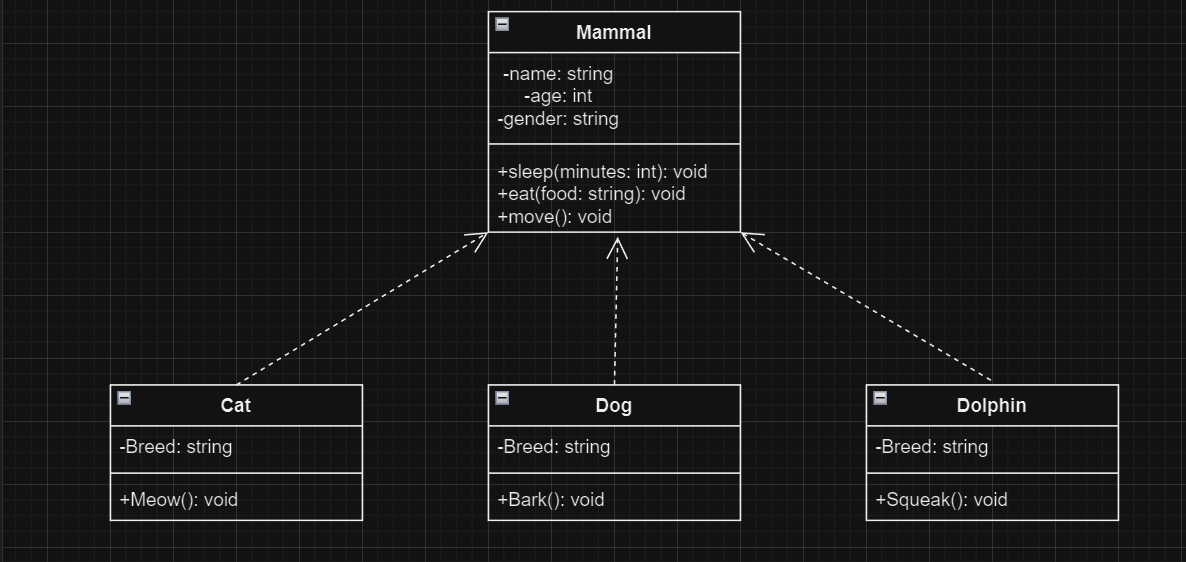 Mammal
-name: string
-age: int
-gender: string
+sleep(minutes: int): void
+eat(food: string): void
+move(): void
Cat
-Breed: string
+Meow(): void
Dog
-Breed: string
+Bark(): void
Dolphin
-Breed: string
+Squeak(): void